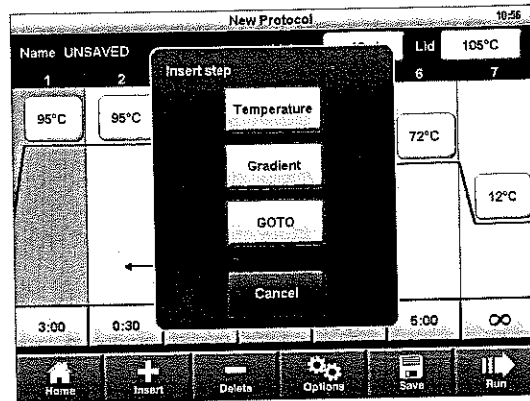 New Protocol 10:56
Name UNSAVED Lid 105°C
1 2 6 7
Insert step
95°C 95°C 72°C 12°C
Temperature
Gradient
GOTO
Cancel
3:00 0:30 5:00 ∞
Home Insert Delete Options Save Run